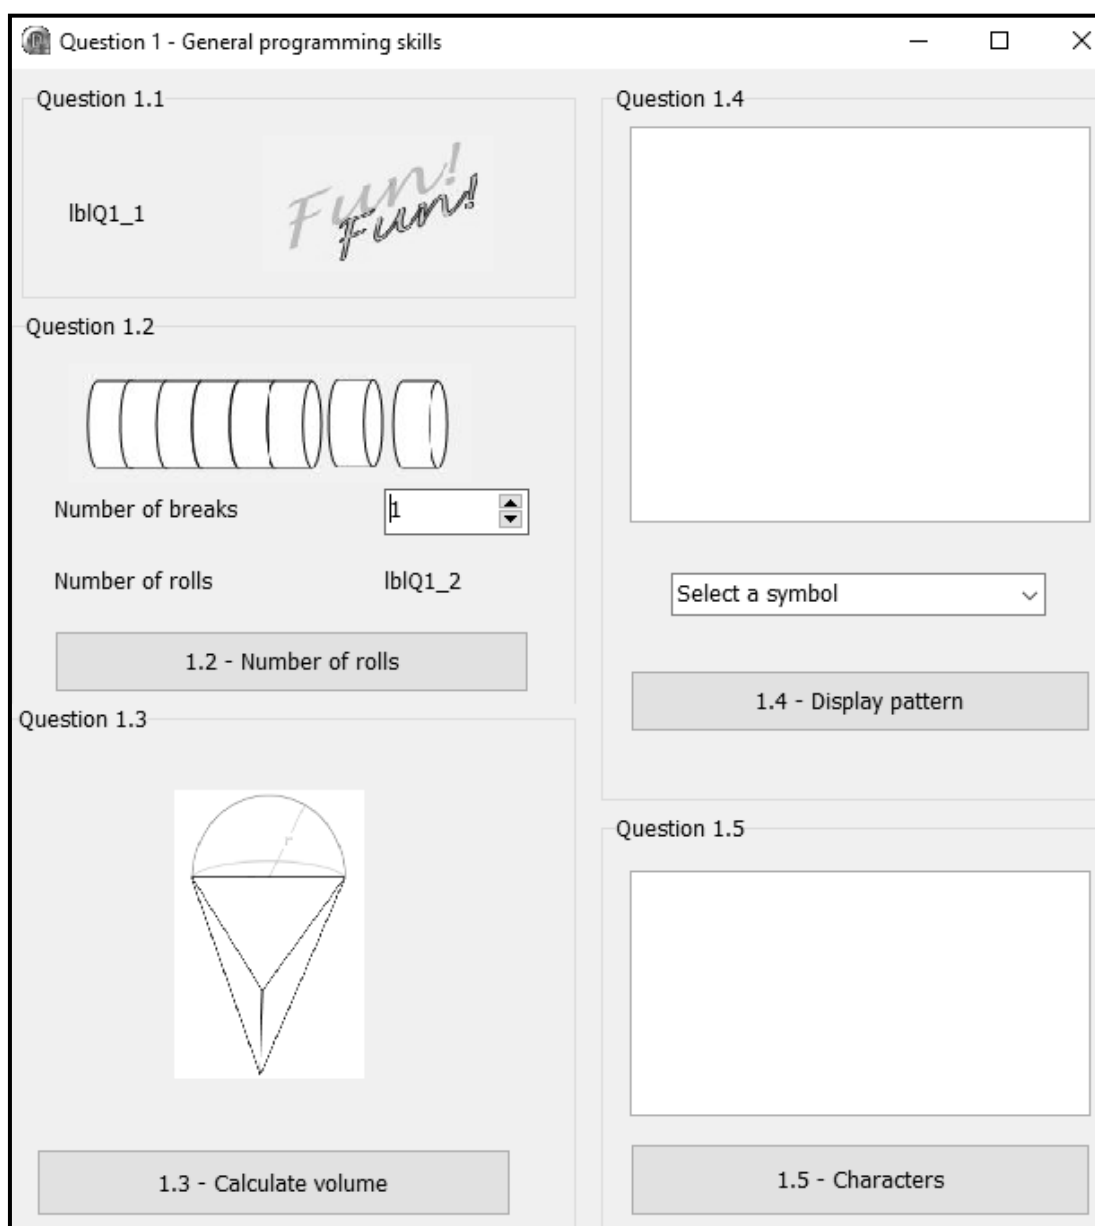 Question 1 - General programming skills
Question 1.1
lblQ1_1
Fun!
Fun!
Question 1.2
Number of breaks
1
Number of rolls
lblQ1_2
1.2 - Number of rolls
Question 1.3
r
1.3 - Calculate volume
Question 1.4
Select a symbol
1.4 - Display pattern
Question 1.5
1.5 - Characters